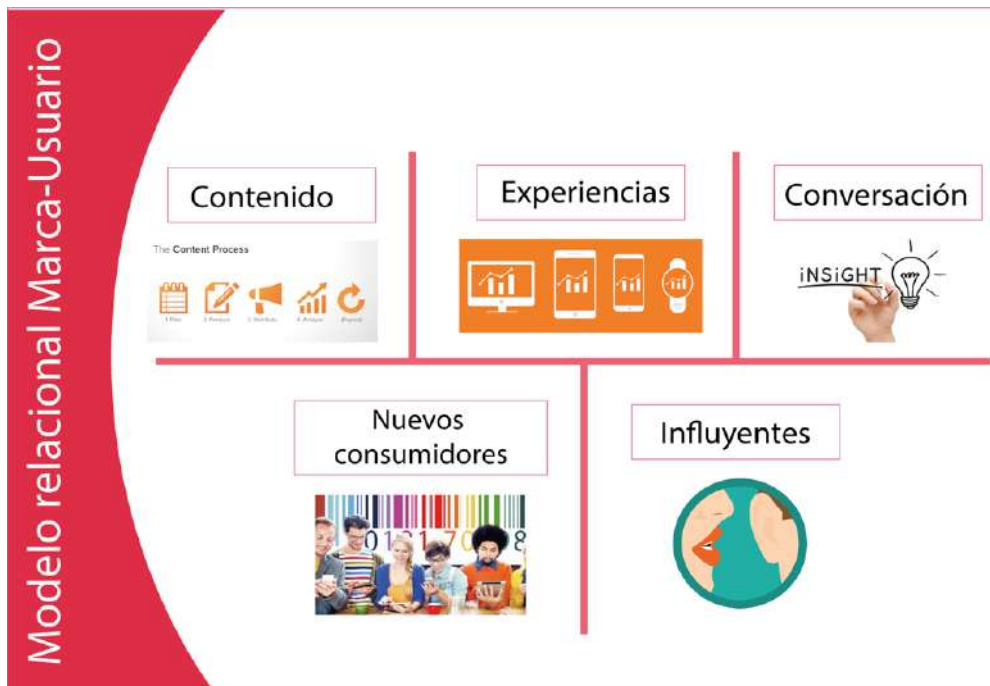 Modelo relacional Marca-Usuario
Contenido
The Content Process
Experiencias
Conversación
iNSiGHT
Nuevos
consumidores
Influyentes